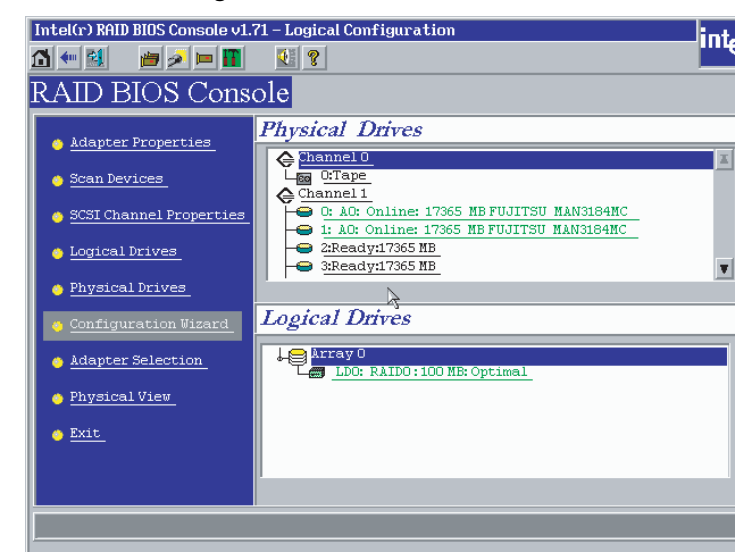 Intel(r) RAID BIOS Console v1.71 – Logical Configuration
RAID BIOS Console
Adapter Properties
Scan Devices
SCSI Channel Properties
Logical Drives
Physical Drives
Configuration Wizard
Adapter Selection
Physical View
Exit
Physical Drives
Channel 0
0:Tape
Channel 1
0: A0: Online: 17365 MB FUJITSU MAN3184MC
1: A0: Online: 17365 MB FUJITSU MAN3184MC
2:Ready:17365 MB
3:Ready:17365 MB
Logical Drives
Array 0
LD0: RAID0 : 100 MB: Optimal